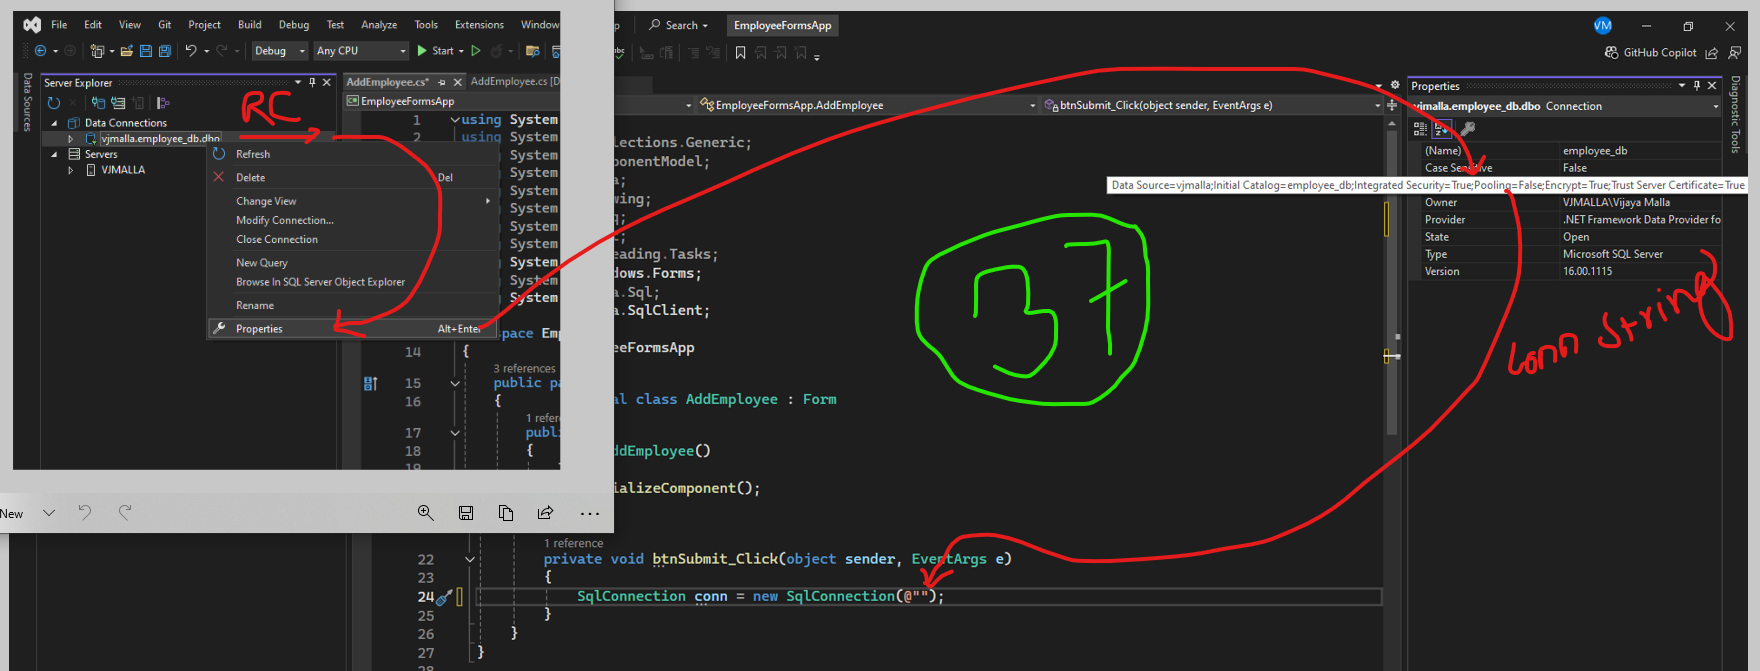 File Edit View Git Project Build Debug Test Analyze Tools Extensions Window
Search EmployeeFormsApp VM
Debug Any CPU Start
GitHub Copilot
Data Sources
Server Explorer
Data Connections
vjmalla.employee_db.dbo
Servers
VJMALLA
RC
Refresh
Delete Del
Change View
Modify Connection...
Close Connection
New Query
Browse In SQL Server Object Explorer
Rename
Properties Alt+Enter
AddEmployee.cs* AddEmployee.cs [D
EmployeeFormsApp
EmployeeFormsApp.AddEmployee
btnSubmit_Click(object sender, EventArgs e)
1 using System
2 using System
System
System
System
System
System
System
System
System
System
lections.Generic;
ponentModel;
a;
wing;
q;
t;
eading.Tasks;
dows.Forms;
a.Sql;
a.SqlClient;
pace Emp
eeFormsApp
14 {
3 references
15 public pa
al class AddEmployee : Form
16 {
1 refer
17 publi
ddEmployee()
18 {
19
ializeComponent();
37
New
1 reference
22 private void btnSubmit_Click(object sender, EventArgs e)
23 {
24 SqlConnection conn = new SqlConnection(@"");
25 }
26 }
27 }
28
Properties
vjmalla.employee_db.dbo Connection
(Name) employee_db
Case Sensitive False
Data Source=vjmalla;Initial Catalog=employee_db;Integrated Security=True;Pooling=False;Encrypt=True;Trust Server Certificate=True
Owner VJMALLA\Vijaya Malla
Provider .NET Framework Data Provider fo
State Open
Type Microsoft SQL Server
Version 16.00.1115
Conn String
Diagnostic Tools